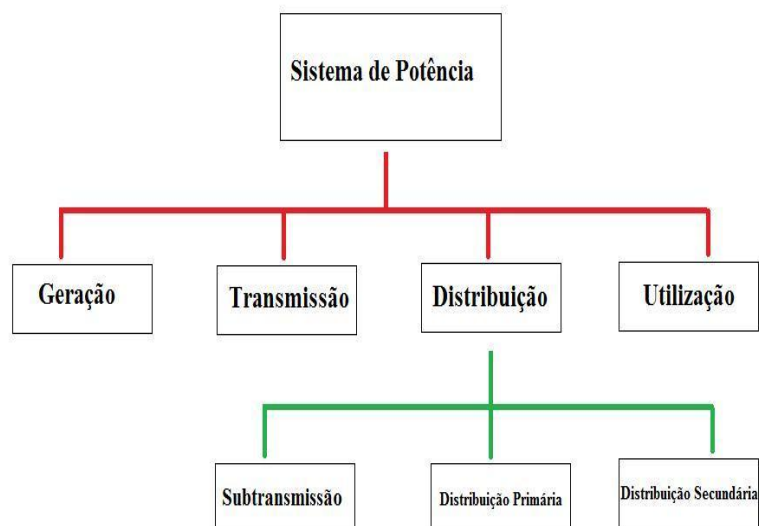 Sistema de Potência
Geração
Transmissão
Distribuição
Utilização
Subtransmissão
Distribuição Primária
Distribuição Secundária